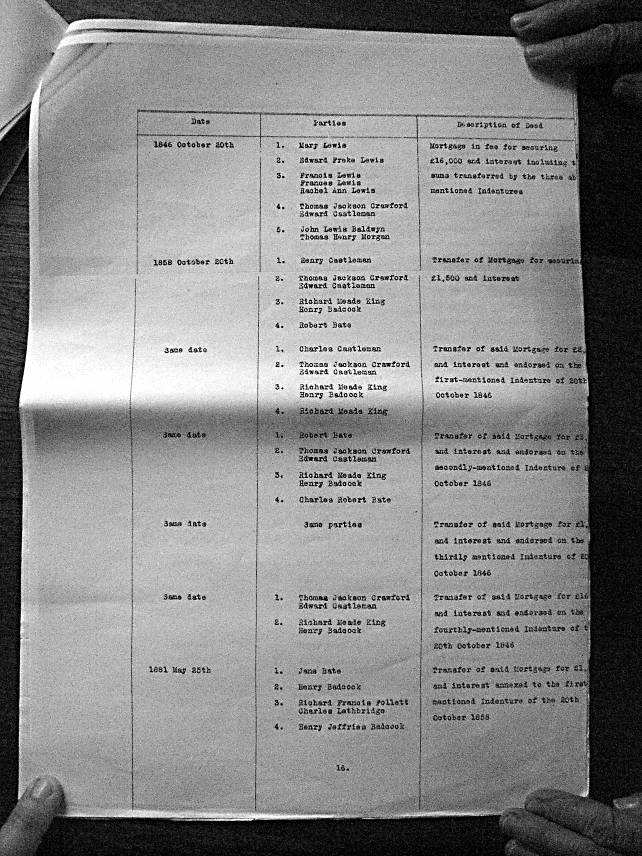 Date Parties Description of Deed
1846 October 20th 1. Mary Lewis Mortgage in fee for securing
2. Edward Freke Lewis £16,000 and interest including
3. Francis Lewis sums transferred by the three
Frances Lewis
Rachel Ann Lewis mentioned Indentures
4. Thomas Jackson Crawford
Edward Castleman
5. John Lewis Baldwyn
Thomas Henry Morgan
1858 October 20th 1. Henry Castleman Transfer of Mortgage for securin
2. Thomas Jackson Crawford £1,500 and interest
Edward Castleman
3. Richard Meade King
Henry Badcock
4. Robert Bate
Same date 1. Charles Castleman Transfer of said Mortgage for £2,
2. Thomas Jackson Crawford and interest and endorsed on the
Edward Castleman
3. Richard Meade King first-mentioned Indenture of 20th
Henry Badcock October 1846
4. Richard Meade King
Same date 1. Robert Bate Transfer of said Mortgage for
2. Thomas Jackson Crawford and interest and endorsed on the
Edward Castleman
3. Richard Meade King secondly-mentioned Indenture of
Henry Badcock October 1846
4. Charles Robert Bate
Same date Same parties Transfer of said Mortgage for £1,
and interest and endorsed on the
thirdly mentioned Indenture of
October 1846
Same date 1. Thomas Jackson Crawford Transfer of said Mortgage for £16
Edward Castleman and interest and endorsed on the
2. Richard Meade King fourthly-mentioned Indenture of
Henry Badcock 20th October 1846
1881 May 25th 1. Jane Bate Transfer of said Mortgage for £1,
2. Henry Badcock and interest annexed to the first
3. Richard Francis Follett mentioned Indenture of the 20th
Charles Lethbridge October 1858
4. Henry Jeffries Badcock
16.